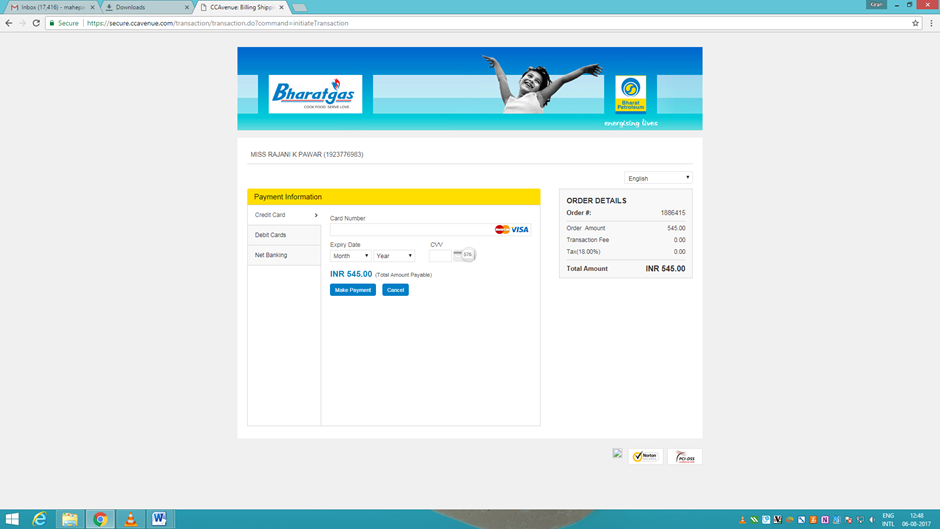 Inbox (17,416) - mahepa
Downloads
CCAvenue: Billing Shippi
Kiran
Secure
https://secure.ccavenue.com/transaction/transaction.do?command=initiateTransaction
Bharatgas
COOK FOOD. SERVE LOVE.
Bharat
Petroleum
energising lives
MISS RAJANI K PAWAR (1923776983)
English
Payment Information
Credit Card
Debit Cards
Net Banking
Card Number
VISA
Expiry Date
CVV
Month
Year
INR 545.00 (Total Amount Payable)
Make Payment
Cancel
ORDER DETAILS
Order #: 1886415
Order Amount 545.00
Transaction Fee 0.00
Tax(18.00%) 0.00
Total Amount INR 545.00
Norton
PCI-DSS
ENG
INTL
12:48
06-08-2017